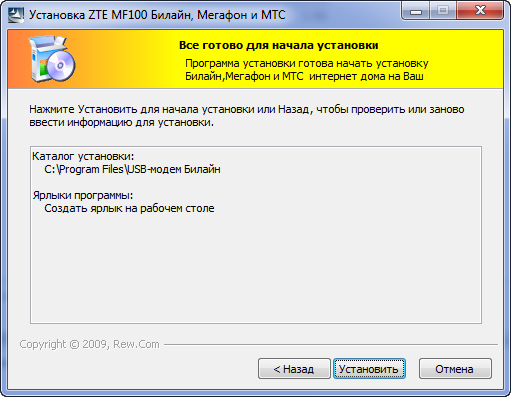 Установка ZTE MF100 Билайн, Мегафон и МТС
Все готово для начала установки
Программа установки готова начать установку
Билайн,Мегафон и МТС интернет дома на Ваш
Нажмите Установить для начала установки или Назад, чтобы проверить или заново
ввести информацию для установки.
Каталог установки:
C:\Program Files\USB-модем Билайн
Ярлыки программы:
Создать ярлык на рабочем столе
Copyright © 2009, Rew.Com
< Назад
Установить
Отмена